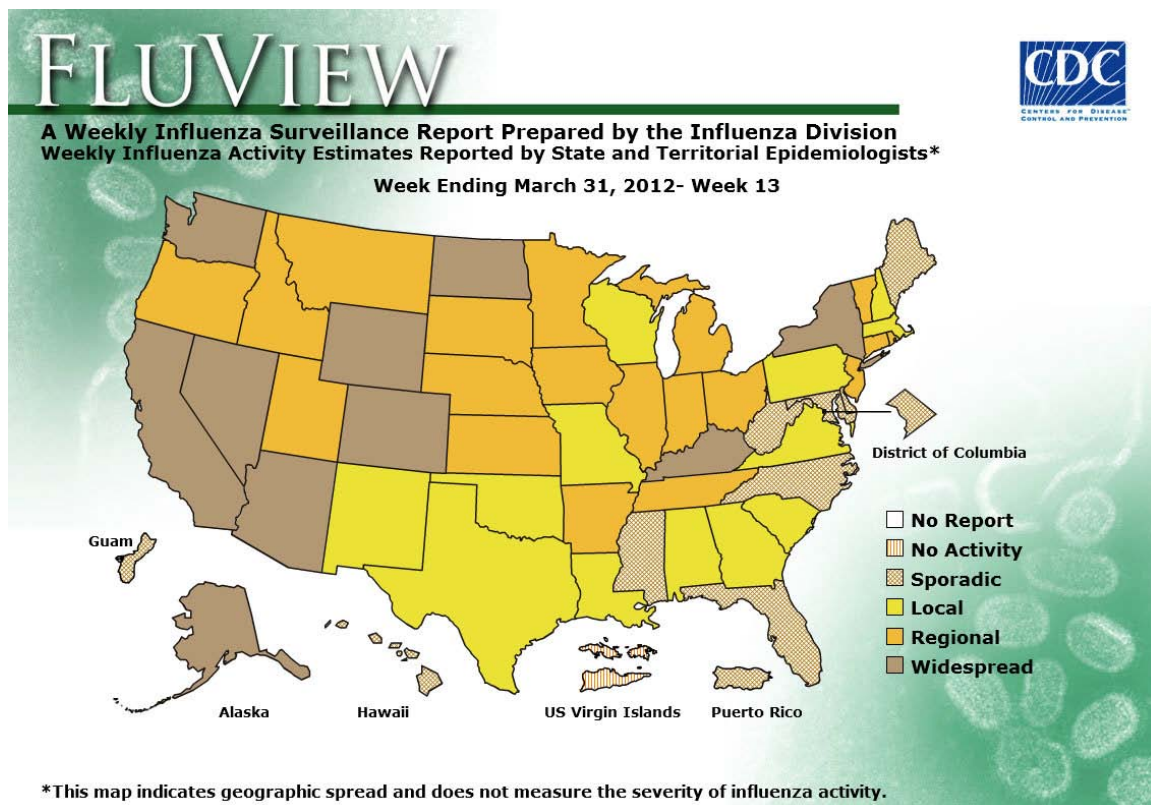 FLUVIEW
CDC
CENTERS FOR DISEASE™
CONTROL AND PREVENTION
A Weekly Influenza Surveillance Report Prepared by the Influenza Division
Weekly Influenza Activity Estimates Reported by State and Territorial Epidemiologists*
Week Ending March 31, 2012- Week 13
District of Columbia
No Report
No Activity
Sporadic
Local
Regional
Widespread
Guam
Alaska
Hawaii
US Virgin Islands
Puerto Rico
*This map indicates geographic spread and does not measure the severity of influenza activity.